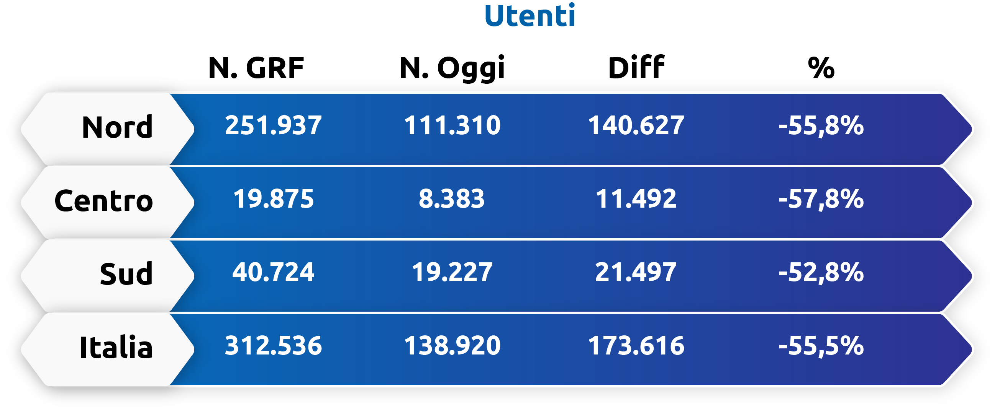 Utenti
N. GRF N. Oggi Diff %
Nord 251.937 111.310 140.627 -55,8%
Centro 19.875 8.383 11.492 -57,8%
Sud 40.724 19.227 21.497 -52,8%
Italia 312.536 138.920 173.616 -55,5%